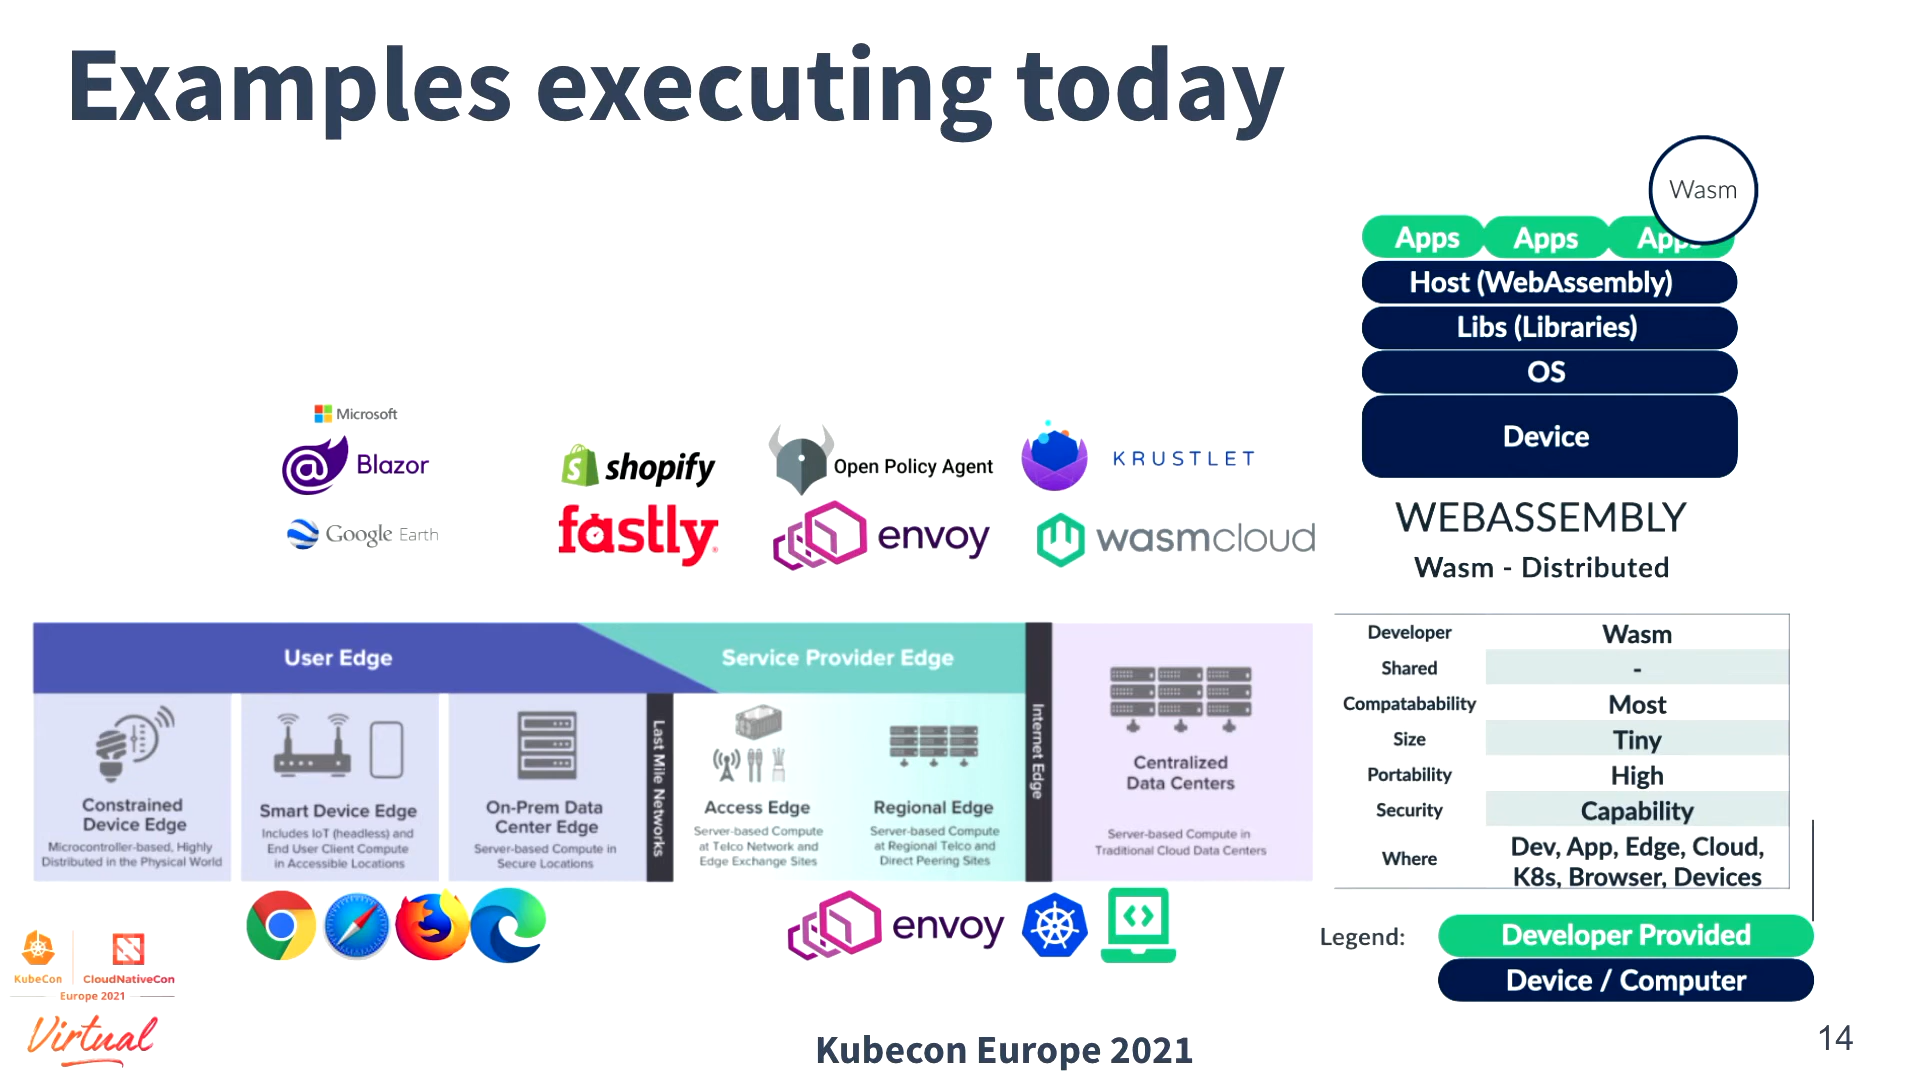 Examples executing today
Wasm
Apps Apps Apps
Host (WebAssembly)
Libs (Libraries)
OS
Device
WEBASSEMBLY
Wasm - Distributed
Microsoft
Blazor
Google Earth
shopify
fastly
Open Policy Agent
envoy
KRUSTLET
wasmcloud
User Edge
Service Provider Edge
Constrained
Device Edge
Microcontroller-based, Highly
Distributed in the Physical World
Smart Device Edge
Includes IoT (headless) and
End User Client Compute
in Accessible Locations
On-Prem Data
Center Edge
Server-based Compute in
Secure Locations
Last Mile Networks
Access Edge
Server-based Compute
at Telco Network and
Edge Exchange Sites
Regional Edge
Server-based Compute
at Regional Telco and
Direct Peering Sites
Internet Edge
Centralized
Data Centers
Server-based Compute in
Traditional Cloud Data Centers
Developer Wasm
Shared -
Compatabability Most
Size Tiny
Portability High
Security Capability
Where Dev, App, Edge, Cloud,
K8s, Browser, Devices
envoy
Legend:
Developer Provided
Device / Computer
KubeCon CloudNativeCon
Europe 2021
Virtual
Kubecon Europe 2021
14